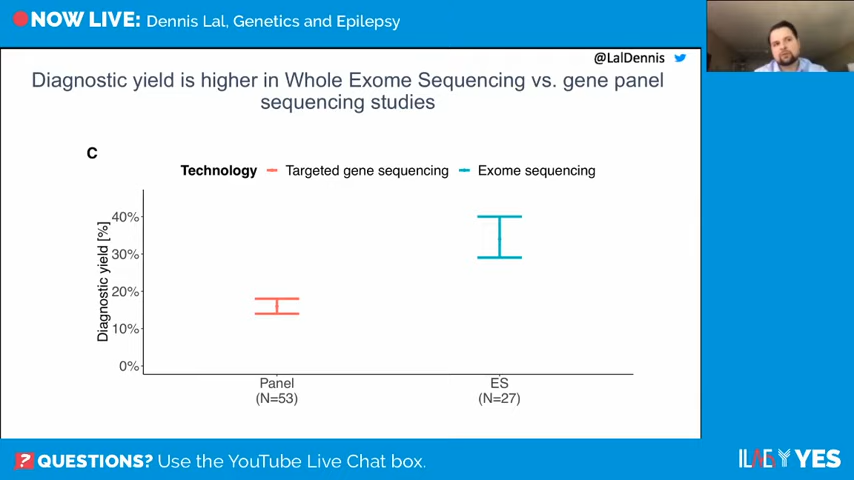 NOW LIVE: Dennis Lal, Genetics and Epilepsy
@LalDennis
Diagnostic yield is higher in Whole Exome Sequencing vs. gene panel
sequencing studies
C
Technology Targeted gene sequencing Exome sequencing
Diagnostic yield [%]
40%
30%
20%
10%
0%
Panel
(N=53)
ES
(N=27)
? QUESTIONS? Use the YouTube Live Chat box.
ILAE YES